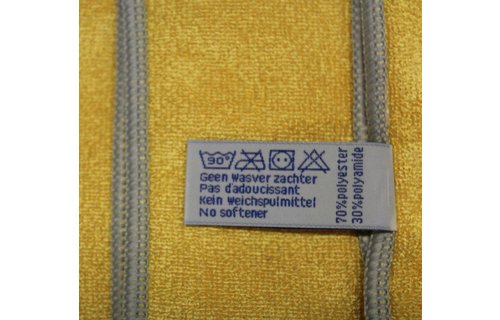 90°
Geen wasver zachter
Pas d'adoucissant
Kein Weichspulmittel
No softener
70%polyester
30%polyamide